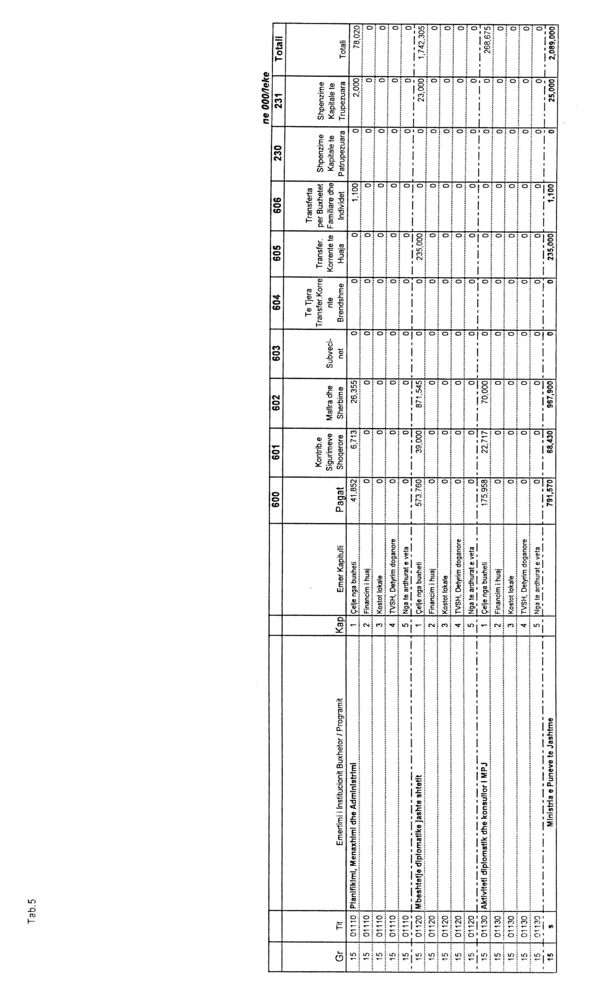 Tab.5
ne 000/leke
600 601 602 603 604 605 606 230 231 Totali
Gr Tit Emertimi i Institucionit Buxhetor / Programit Kap Emer Kapitulli Pagat Kontrib.e Sigurimeve Shoqerore Mallra dhe Sherbime Subveci-net Te Tjera Transfer.Korrente Brendshme Transfer. Korrente te Huaja Transferta per Buxhetet Familiare dhe Individet Shpenzime Kapitale te Patrupezuara Shpenzime Kapitale te Trupezuara Totali
15 01110 Planifikimi, Menaxhimi dhe Administrimi 1 Çelje nga buxheti 41,852 6,713 26,355 0 0 0 1,100 0 2,000 78,020
15 01110 2 Financim i huaj 0 0 0 0 0 0 0 0 0 0
15 01110 3 Kostot lokale 0 0 0 0 0 0 0 0 0 0
15 01110 4 TVSH, Detyrim doganore 0 0 0 0 0 0 0 0 0 0
15 01110 5 Nga te ardhurat e veta 0 0 0 0 0 0 0 0 0 0
15 01120 Mbeshtetje diplomatike jashte shtetit 1 Çelje nga buxheti 573,760 39,000 871,545 0 0 235,000 0 0 23,000 1,742,305
15 01120 2 Financim i huaj 0 0 0 0 0 0 0 0 0 0
15 01120 3 Kostot lokale 0 0 0 0 0 0 0 0 0 0
15 01120 4 TVSH, Detyrim doganore 0 0 0 0 0 0 0 0 0 0
15 01120 5 Nga te ardhurat e veta 0 0 0 0 0 0 0 0 0 0
15 01130 Aktiviteti diplomatik dhe konsullor i MPJ 1 Çelje nga buxheti 175,958 22,717 70,000 0 0 0 0 0 0 268,675
15 01130 2 Financim i huaj 0 0 0 0 0 0 0 0 0 0
15 01130 3 Kostot lokale 0 0 0 0 0 0 0 0 0 0
15 01130 4 TVSH, Detyrim doganore 0 0 0 0 0 0 0 0 0 0
15 01130 5 Nga te ardhurat e veta 0 0 0 0 0 0 0 0 0 0
15 s Ministria e Puneve te Jashtme 791,570 68,430 967,900 0 0 235,000 1,100 0 25,000 2,089,000